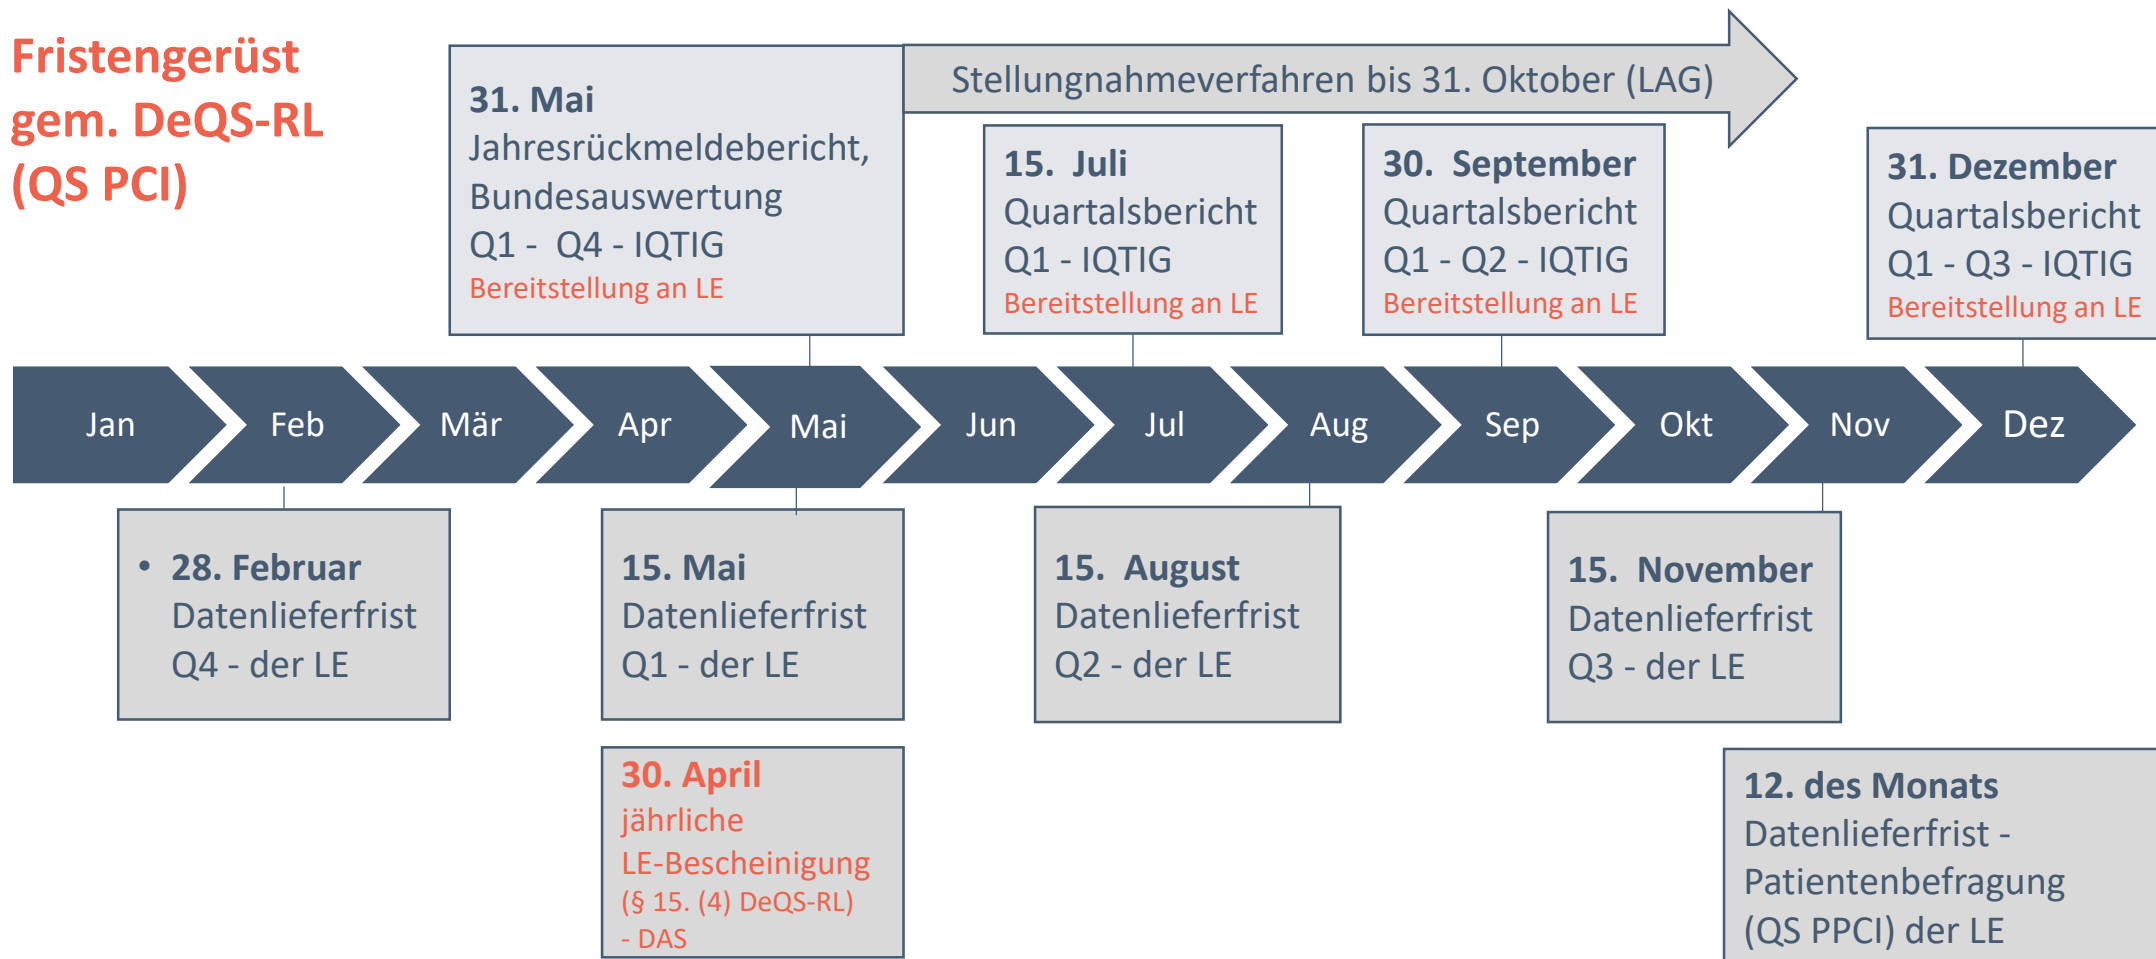 Fristengerüst
gem. DeQS-RL
(QS PCI)
Stellungnahmeverfahren bis 31. Oktober (LAG)
31. Mai
Jahresrückmeldebericht,
Bundesauswertung
Q1 - Q4 - IQTIG
Bereitstellung an LE
15. Juli
Quartalsbericht
Q1 - IQTIG
Bereitstellung an LE
30. September
Quartalsbericht
Q1 - Q2 - IQTIG
Bereitstellung an LE
31. Dezember
Quartalsbericht
Q1 - Q3 - IQTIG
Bereitstellung an LE
Jan Feb Mär Apr Mai Jun Jul Aug Sep Okt Nov Dez
• 28. Februar
Datenlieferfrist
Q4 - der LE
15. Mai
Datenlieferfrist
Q1 - der LE
15. August
Datenlieferfrist
Q2 - der LE
15. November
Datenlieferfrist
Q3 - der LE
30. April
jährliche
LE-Bescheinigung
(§ 15. (4) DeQS-RL)
- DAS
12. des Monats
Datenlieferfrist -
Patientenbefragung
(QS PPCI) der LE